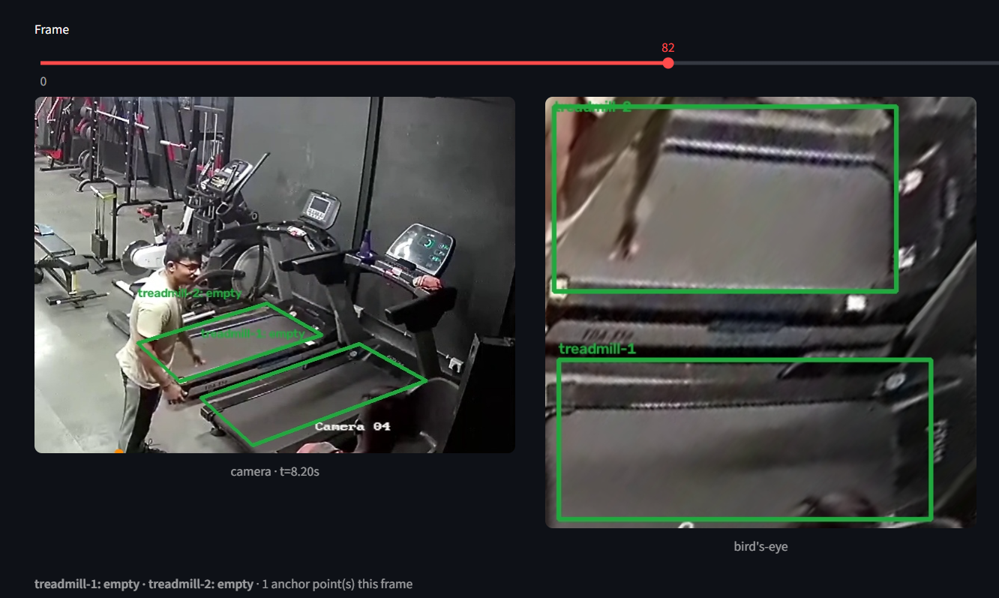 Frame
82
0
treadmill-2: empty
treadmill-1: empty
Camera 04
camera · t=8.20s
treadmill-2
treadmill-1
bird's-eye
treadmill-1: empty · treadmill-2: empty · 1 anchor point(s) this frame